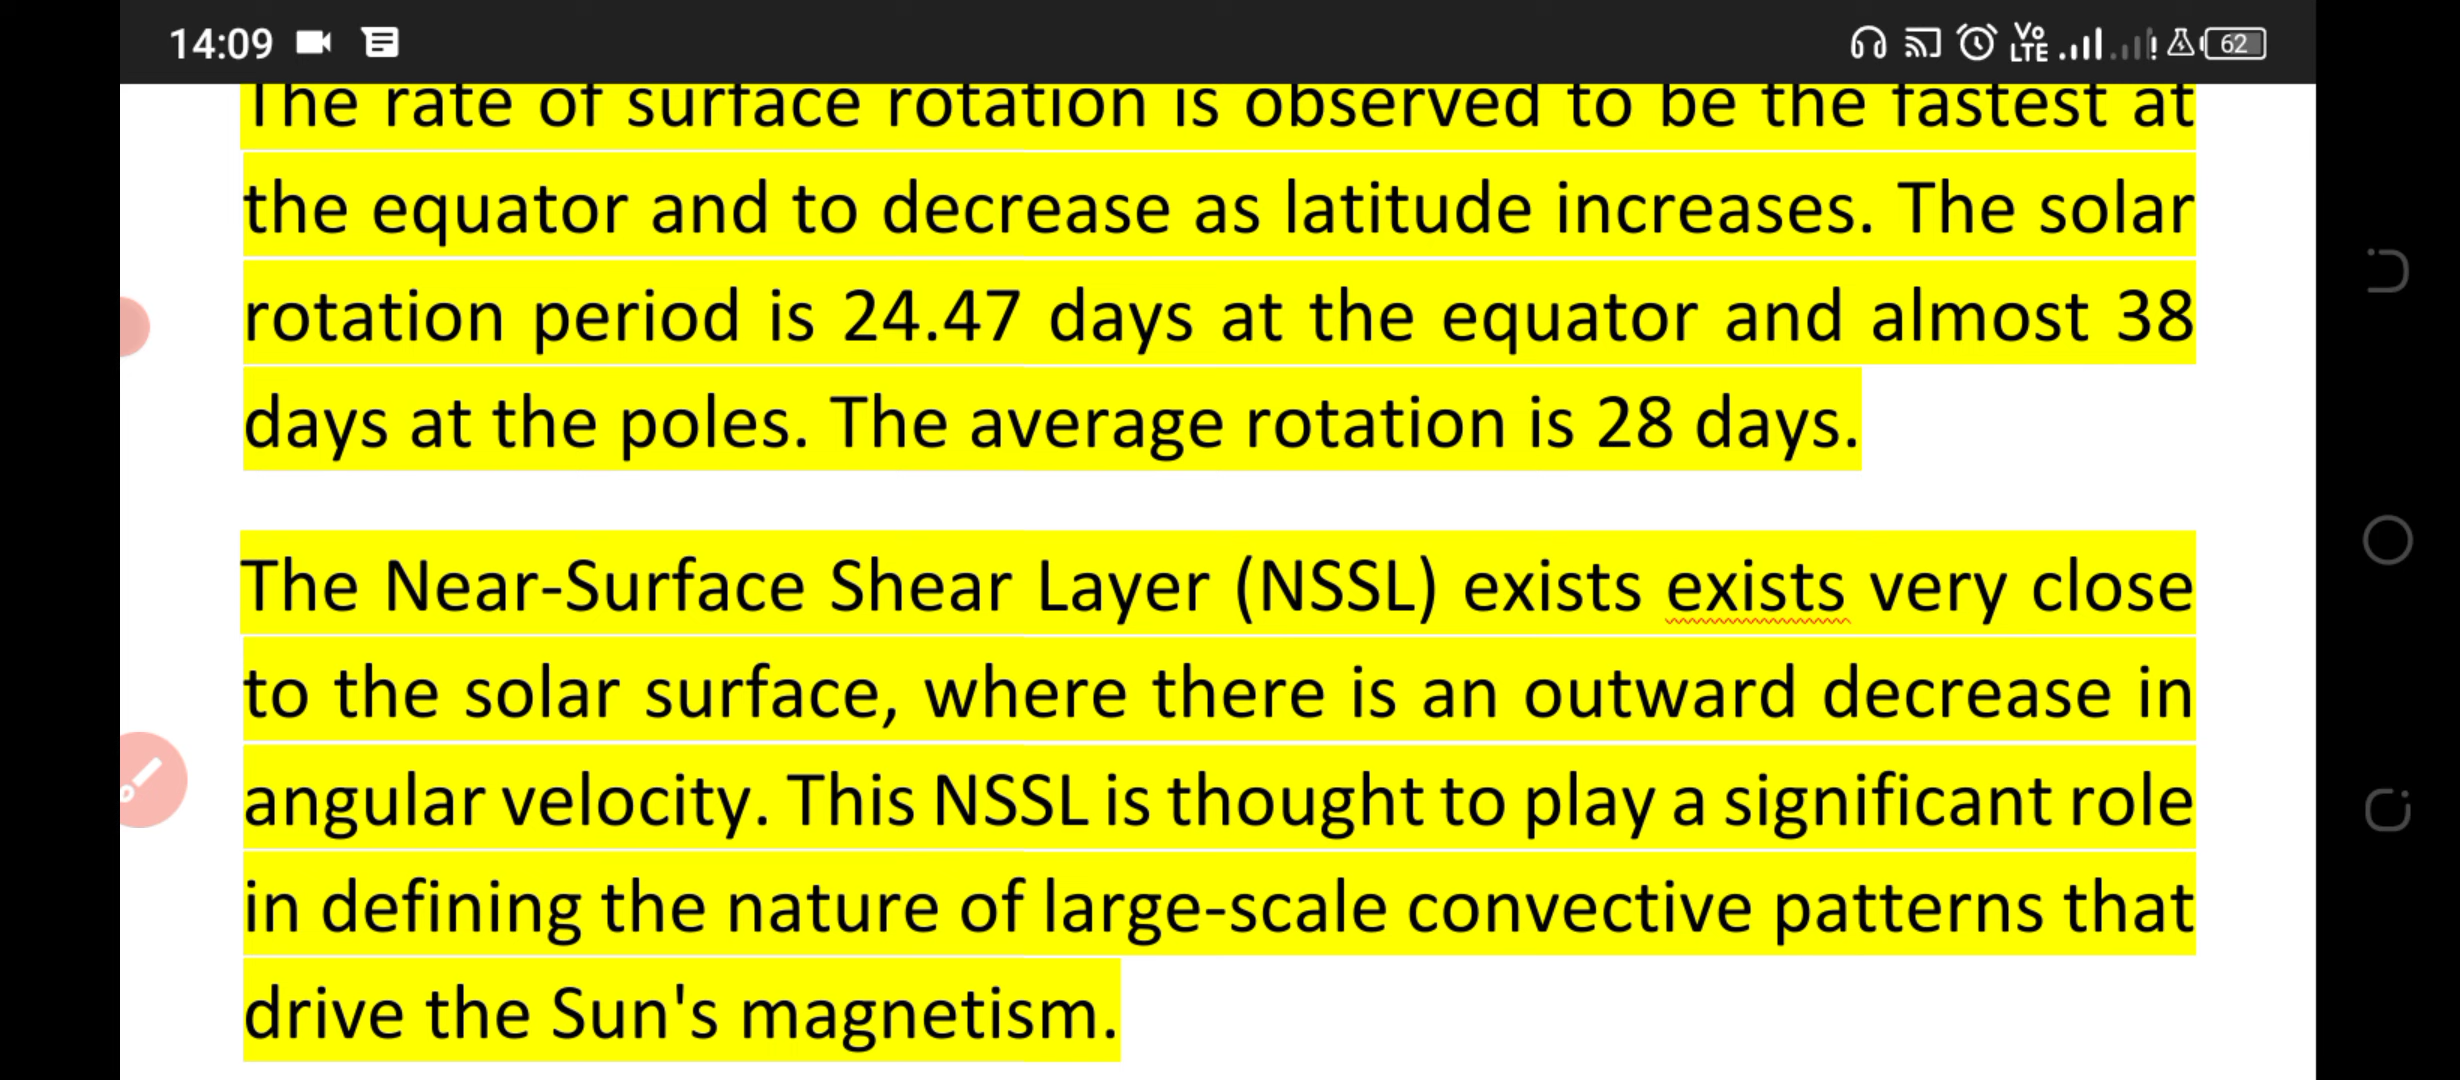 14:09
Vo
LTE
62
The rate of surface rotation is observed to be the fastest at
the equator and to decrease as latitude increases. The solar
rotation period is 24.47 days at the equator and almost 38
days at the poles. The average rotation is 28 days.
The Near-Surface Shear Layer (NSSL) exists exists very close
to the solar surface, where there is an outward decrease in
angular velocity. This NSSL is thought to play a significant role
in defining the nature of large-scale convective patterns that
drive the Sun's magnetism.